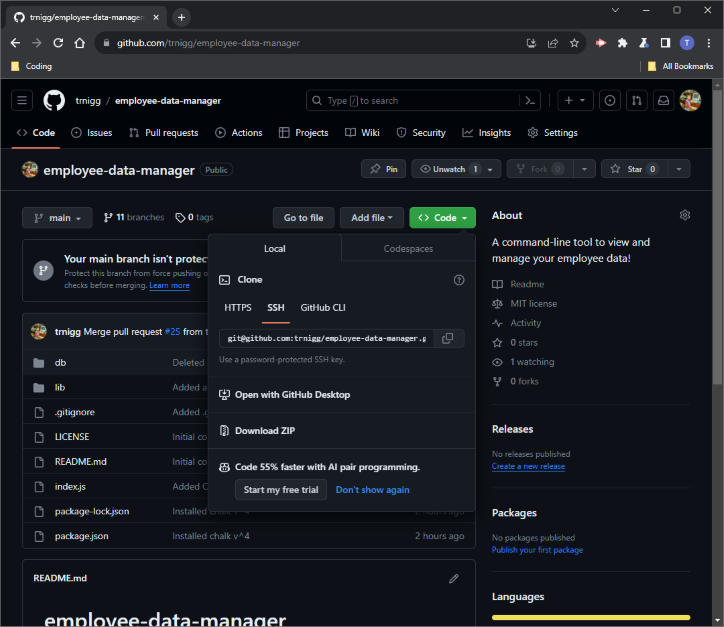 trnigg/employee-data-manager
github.com/trnigg/employee-data-manager
T
Coding
All Bookmarks
trnigg / employee-data-manager
Type / to search
Code
Issues
Pull requests
Actions
Projects
Wiki
Security
Insights
Settings
employee-data-manager Public
Pin
Unwatch 1
Fork 0
Star 0
main
11 branches
0 tags
Go to file
Add file
Code
About
A command-line tool to view and
manage your employee data!
Readme
MIT license
Activity
0 stars
1 watching
0 forks
Releases
No releases published
Create a new release
Packages
No packages published
Publish your first package
Languages
Your main branch isn't protec
Protect this branch from force pushing o
checks before merging. Learn more
Local
Codespaces
Clone
HTTPS
SSH
GitHub CLI
git@github.com:trnigg/employee-data-manager.g
Use a password-protected SSH key.
Open with GitHub Desktop
Download ZIP
Code 55% faster with AI pair programming.
Start my free trial
Don't show again
trnigg Merge pull request #25 from t
db
Deleted
lib
Added a
.gitignore
Added .g
LICENSE
Initial co
README.md
Initial co
index.js
Added C
package-lock.json
Installed chalk v^4
2 hours ago
package.json
Installed chalk v^4
2 hours ago
README.md
employee-data-manager